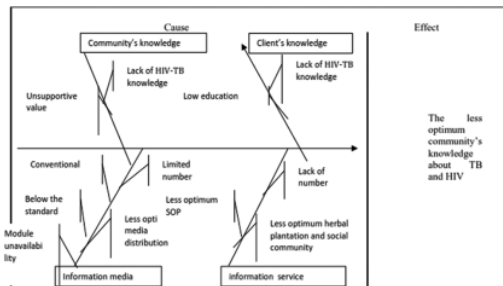 Cause
Effect
Community's knowledge
Client's knowledge
Lack of HIV-TB
knowledge
Lack of HIV-TB
knowledge
Unsupportive
value
Low education
The less
optimum
community's
knowledge
about TB
and HIV
Conventional
Limited
number
Lack of
number
Below the
standard
Less optimum
SOP
Less opti
media
distribution
Less optimum herbal
plantation and social
community
Module
unavailabi
lity
Information media
information service